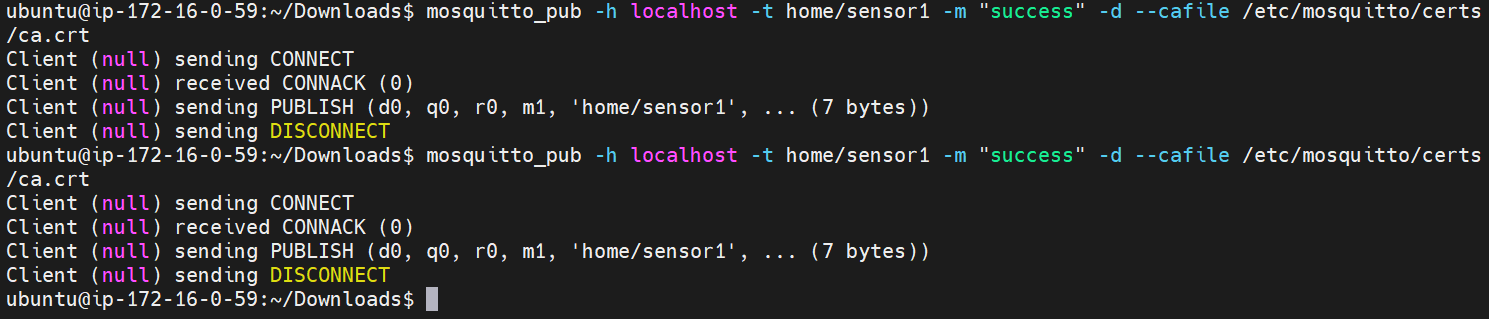 ubuntu@ip-172-16-0-59:~/Downloads$ mosquitto_pub -h localhost -t home/sensor1 -m "success" -d --cafile /etc/mosquitto/certs
/ca.crt
Client (null) sending CONNECT
Client (null) received CONNACK (0)
Client (null) sending PUBLISH (d0, q0, r0, m1, 'home/sensor1', ... (7 bytes))
Client (null) sending DISCONNECT
ubuntu@ip-172-16-0-59:~/Downloads$ mosquitto_pub -h localhost -t home/sensor1 -m "success" -d --cafile /etc/mosquitto/certs
/ca.crt
Client (null) sending CONNECT
Client (null) received CONNACK (0)
Client (null) sending PUBLISH (d0, q0, r0, m1, 'home/sensor1', ... (7 bytes))
Client (null) sending DISCONNECT
ubuntu@ip-172-16-0-59:~/Downloads$